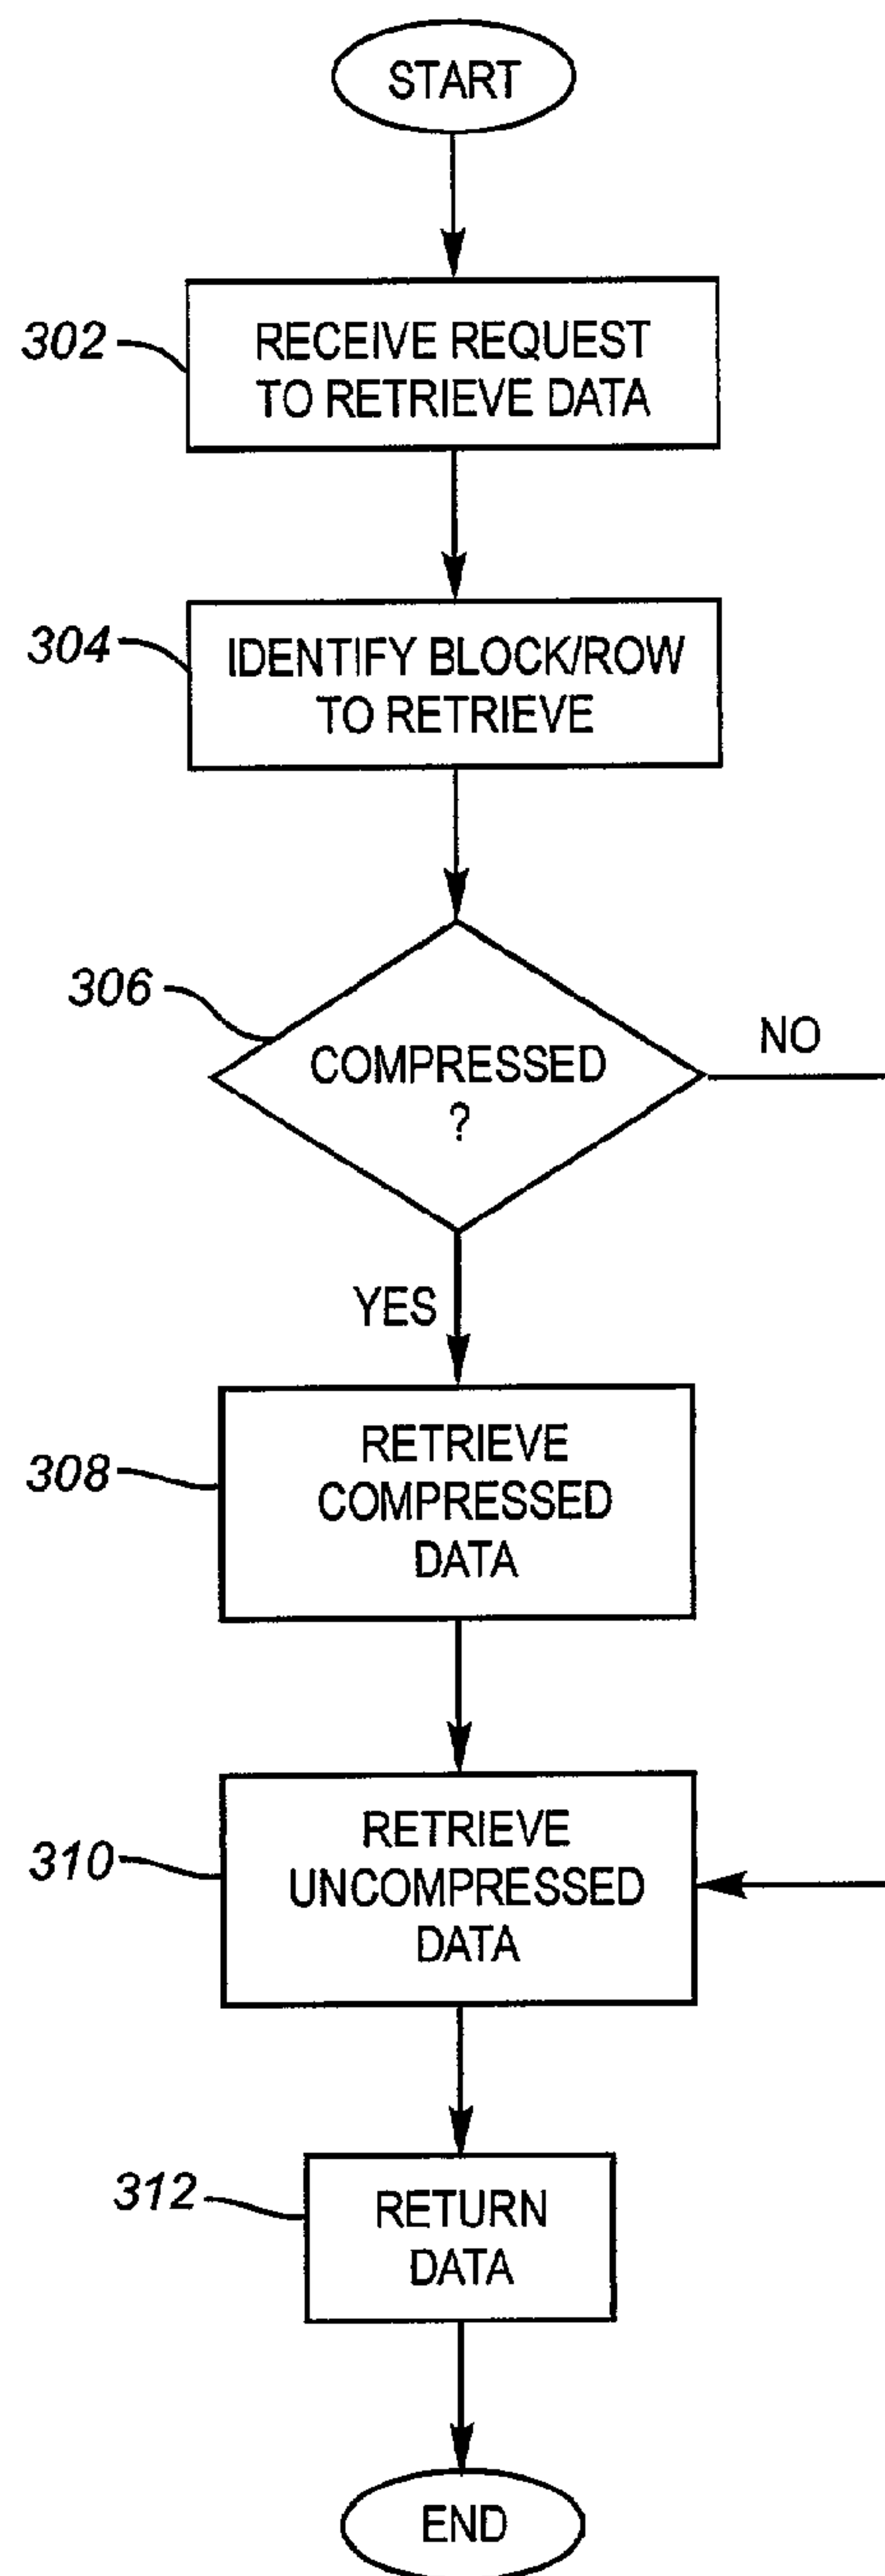 START
302
RECEIVE REQUEST
TO RETRIEVE DATA
304
IDENTIFY BLOCK/ROW
TO RETRIEVE
306
COMPRESSED
?
NO
YES
308
RETRIEVE
COMPRESSED
DATA
310
RETRIEVE
UNCOMPRESSED
DATA
312
RETURN
DATA
END